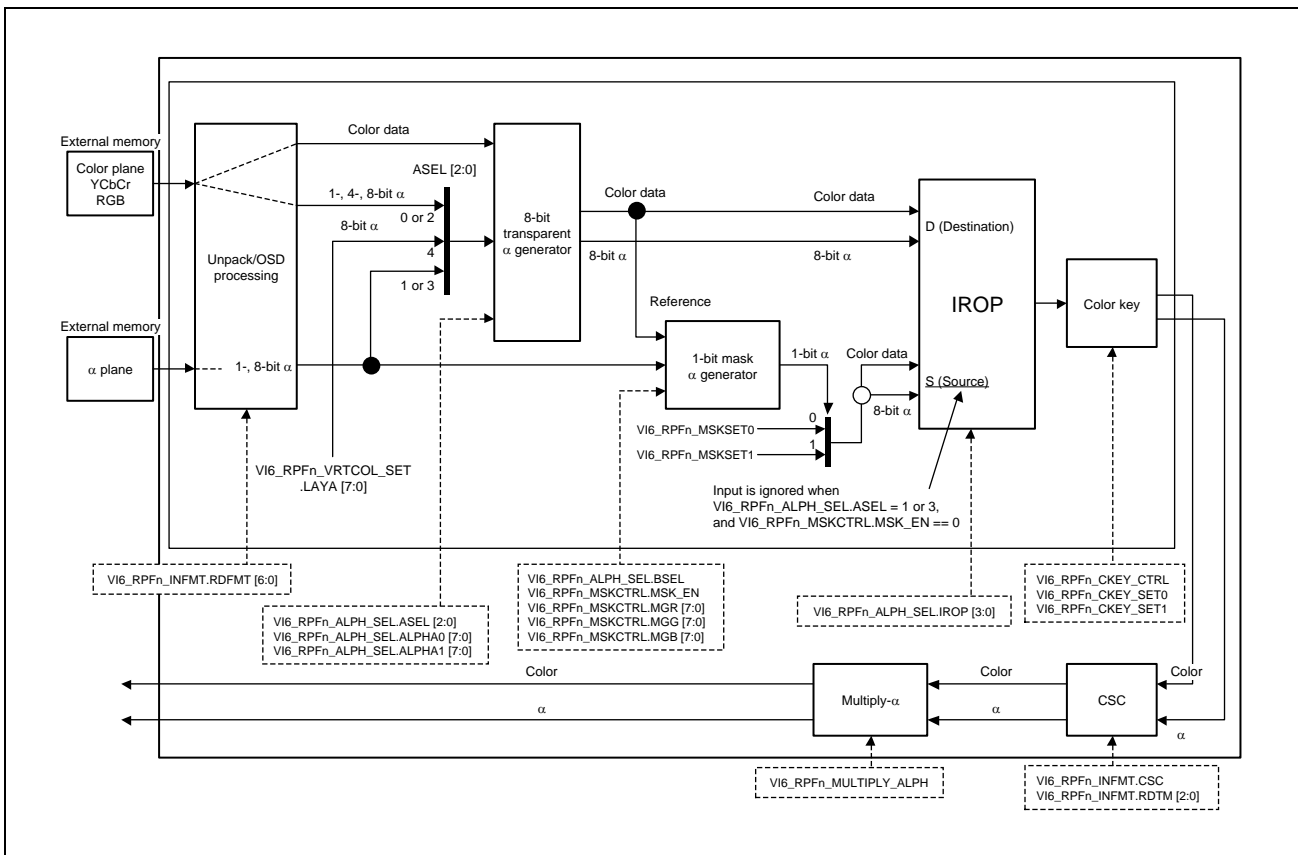 External memory
Color plane
YCbCr
RGB
Color data
ASEL [2:0]
1-, 4-, 8-bit α
0 or 2
8-bit α
4
1 or 3
Unpack/OSD
processing
8-bit
transparent
α generator
Color data
Color data
8-bit α
8-bit α
D (Destination)
IROP
Color key
External memory
α plane
1-, 8-bit α
Reference
1-bit mask
α generator
1-bit α
Color data
S (Source)
8-bit α
0
VI6_RPFn_MSKSET0
1
VI6_RPFn_MSKSET1
VI6_RPFn_VRTCOL_SET
.LAYA [7:0]
Input is ignored when
VI6_RPFn_ALPH_SEL.ASEL = 1 or 3,
and VI6_RPFn_MSKCTRL.MSK_EN == 0
VI6_RPFn_INFMT.RDFMT [6:0]
VI6_RPFn_ALPH_SEL.ASEL [2:0]
VI6_RPFn_ALPH_SEL.ALPHA0 [7:0]
VI6_RPFn_ALPH_SEL.ALPHA1 [7:0]
VI6_RPFn_ALPH_SEL.BSEL
VI6_RPFn_MSKCTRL.MSK_EN
VI6_RPFn_MSKCTRL.MGR [7:0]
VI6_RPFn_MSKCTRL.MGG [7:0]
VI6_RPFn_MSKCTRL.MGB [7:0]
VI6_RPFn_ALPH_SEL.IROP [3:0]
VI6_RPFn_CKEY_CTRL
VI6_RPFn_CKEY_SET0
VI6_RPFn_CKEY_SET1
Color
Color
Color
α
Multiply-α
α
CSC
α
VI6_RPFn_MULTIPLY_ALPH
VI6_RPFn_INFMT.CSC
VI6_RPFn_INFMT.RDTM [2:0]